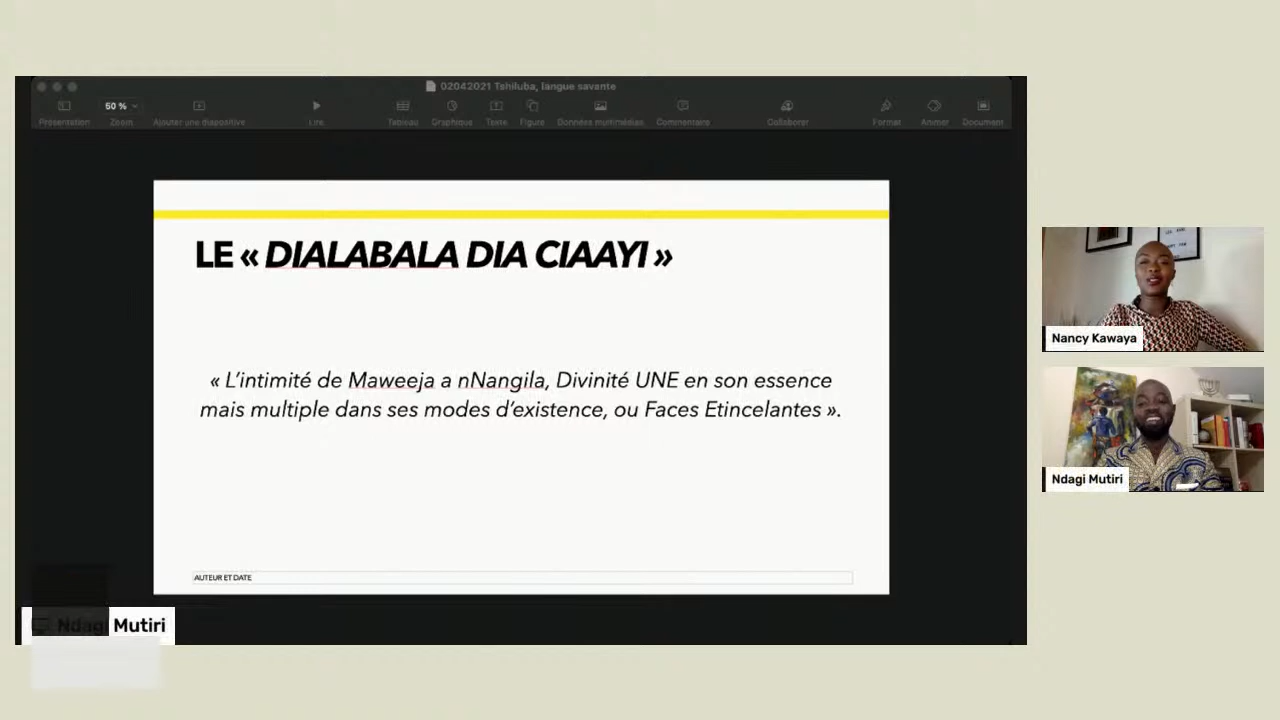 02042021 Tshiluba, langue savante
50 %
Présentation Zoom Ajouter une diapositive Lire Tableau Graphique Texte Figure Données multimédias Commentaire Collaborer Format Animer Document
LE « DIALABALA DIA CIAAYI »
« L’intimité de Maweeja a nNangila, Divinité UNE en son essence
mais multiple dans ses modes d’existence, ou Faces Etincelantes ».
AUTEUR ET DATE
Ndagi Mutiri
Nancy Kawaya
Ndagi Mutiri